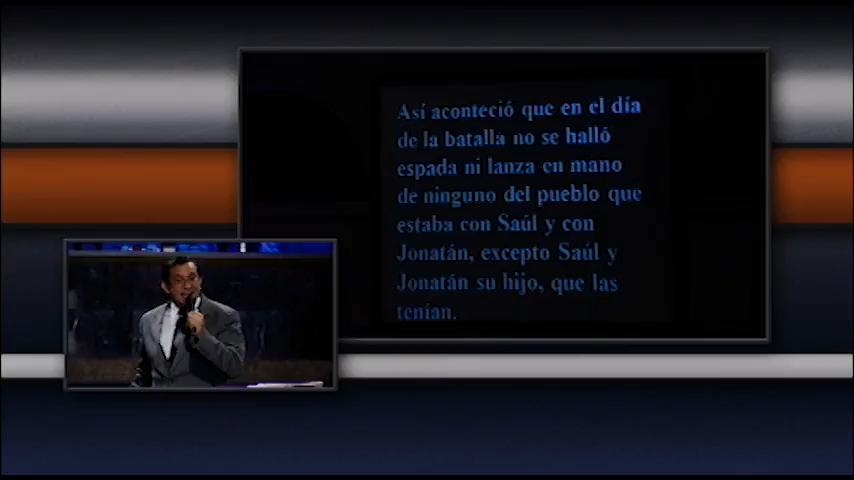 Así aconteció que en el día
de la batalla no se halló
espada ni lanza en mano
de ninguno del pueblo que
estaba con Saúl y con
Jonatán, excepto Saúl y
Jonatán su hijo, que las
tenían.